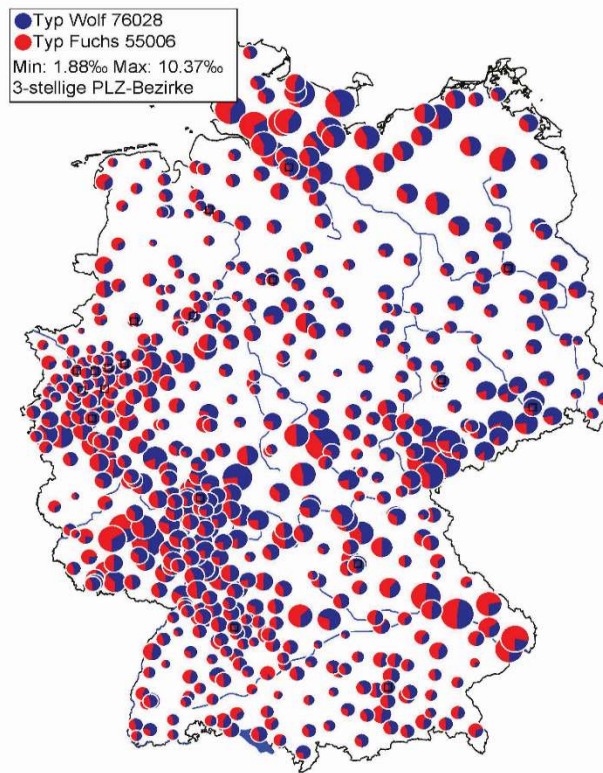 Typ Wolf 76028
Typ Fuchs 55006
Min: 1.88‰ Max: 10.37‰
3-stellige PLZ-Bezirke